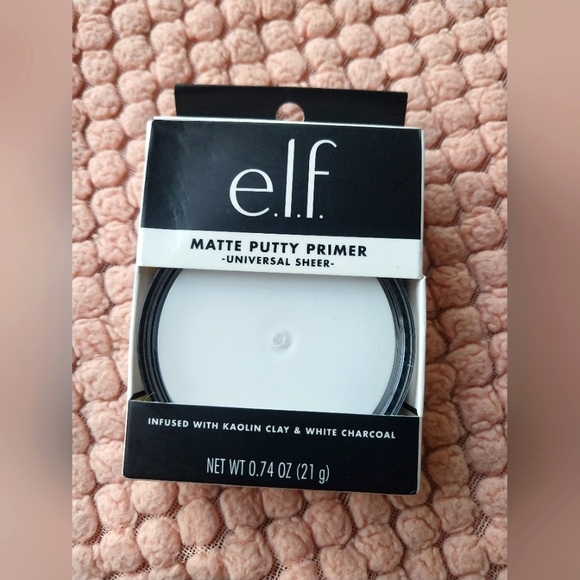 e.l.f.
MATTE PUTTY PRIMER
-UNIVERSAL SHEER-
INFUSED WITH KAOLIN CLAY & WHITE CHARCOAL
NET WT 0.74 OZ (21 g)